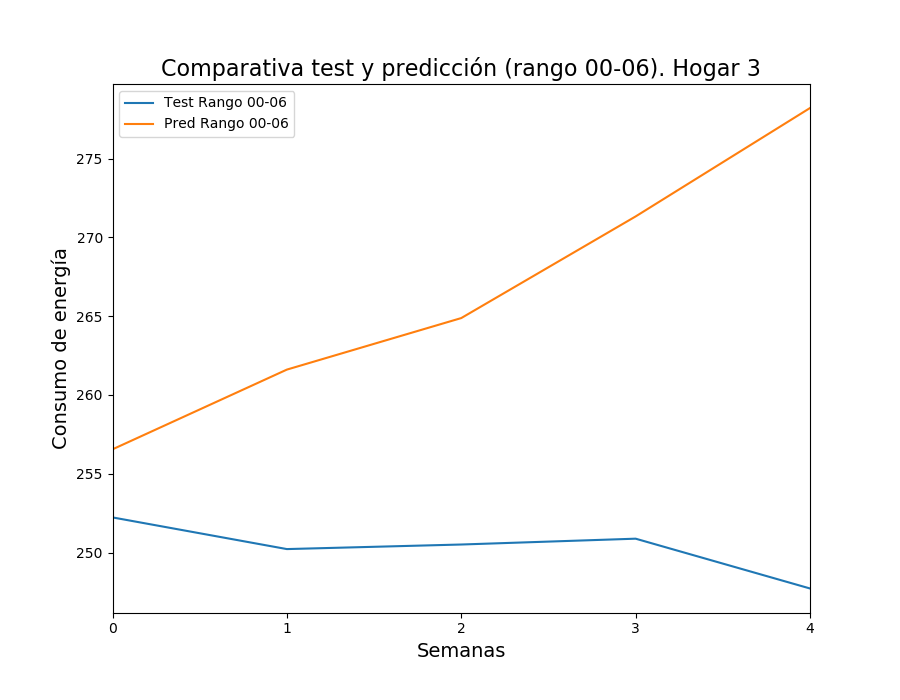 Comparativa test y predicción (rango 00-06). Hogar 3
Test Rango 00-06
Pred Rango 00-06
275
270
265
260
255
250
Consumo de energía
0 1 2 3 4
Semanas